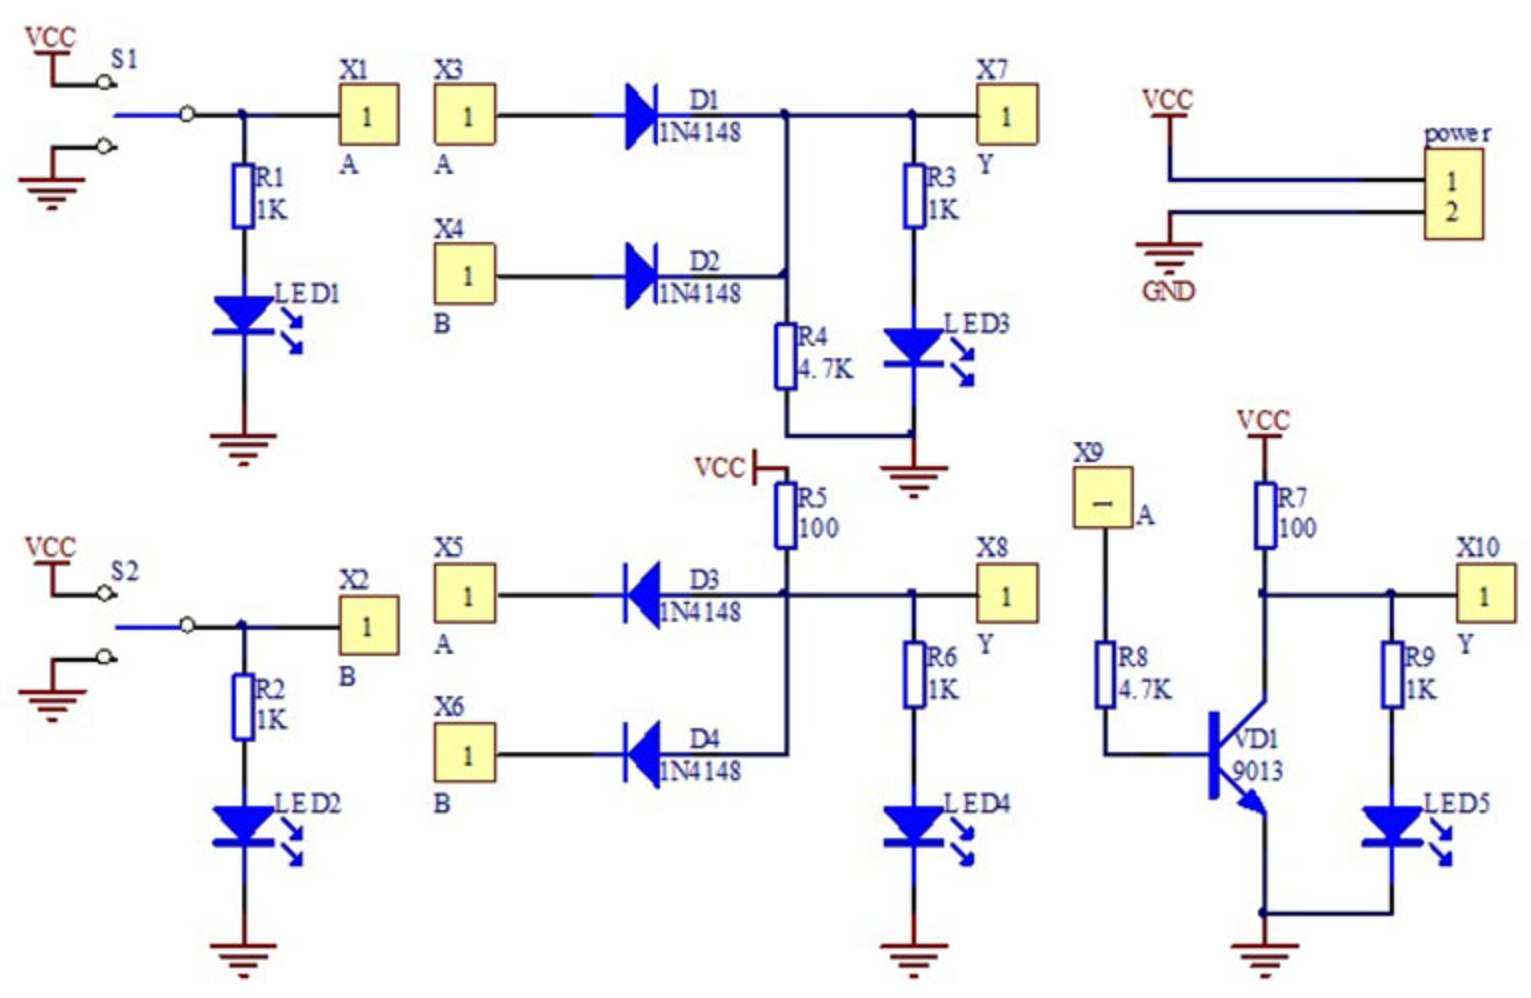 VCC
S1
X1
1
A
R1
1K
LED1
X3
1
A
D1
1N4148
X7
1
Y
X4
1
B
D2
1N4148
R3
1K
R4
4.7K
LED3
VCC
power
1
2
GND
VCC
S2
X2
1
B
R2
1K
LED2
VCC
R5
100
X5
1
A
D3
1N4148
X8
1
Y
X6
1
B
D4
1N4148
R6
1K
LED4
X9
1
A
R8
4.7K
VCC
R7
100
X10
1
Y
VD1
9013
R9
1K
LED5